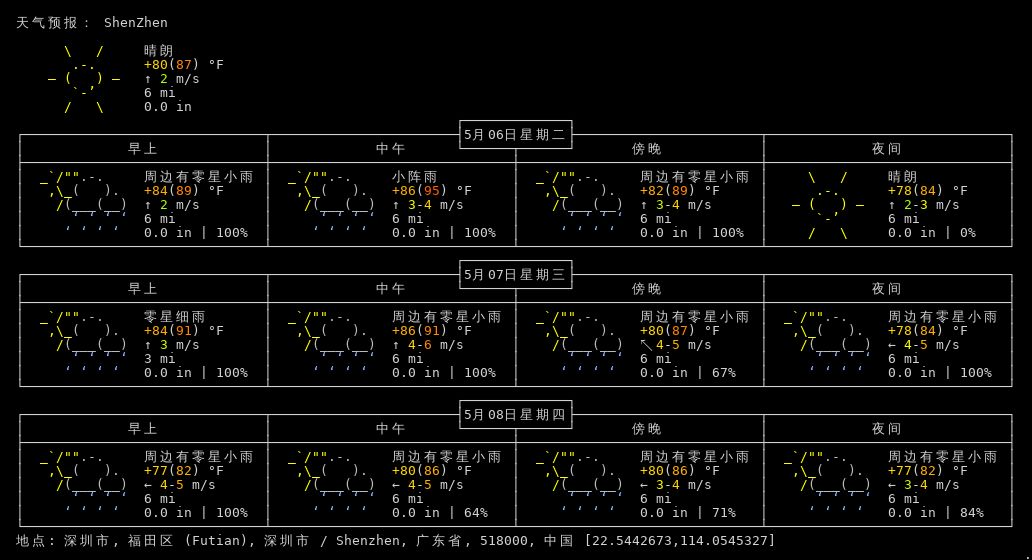 天气预报： ShenZhen
晴朗
+80(87) °F
↑ 2 m/s
6 mi
0.0 in
5月06日星期二
早上 中午 傍晚 夜间
周边有零星小雨 小阵雨 周边有零星小雨 晴朗
+84(89) °F +86(95) °F +82(89) °F +78(84) °F
↑ 2 m/s ↑ 3-4 m/s ↑ 3-4 m/s ↑ 2-3 m/s
6 mi 6 mi 6 mi 6 mi
0.0 in | 100% 0.0 in | 100% 0.0 in | 100% 0.0 in | 0%
5月07日星期三
早上 中午 傍晚 夜间
零星细雨 周边有零星小雨 周边有零星小雨 周边有零星小雨
+84(91) °F +86(91) °F +80(87) °F +78(84) °F
↑ 3 m/s ↑ 4-6 m/s ↖ 4-5 m/s ← 4-5 m/s
3 mi 6 mi 6 mi 6 mi
0.0 in | 100% 0.0 in | 100% 0.0 in | 67% 0.0 in | 100%
5月08日星期四
早上 中午 傍晚 夜间
周边有零星小雨 周边有零星小雨 周边有零星小雨 周边有零星小雨
+77(82) °F +80(86) °F +80(86) °F +77(82) °F
← 4-5 m/s ← 4-5 m/s ← 3-4 m/s ← 3-4 m/s
6 mi 6 mi 6 mi 6 mi
0.0 in | 100% 0.0 in | 64% 0.0 in | 71% 0.0 in | 84%
地点: 深圳市, 福田区 (Futian), 深圳市 / Shenzhen, 广东省, 518000, 中国 [22.5442673,114.0545327]